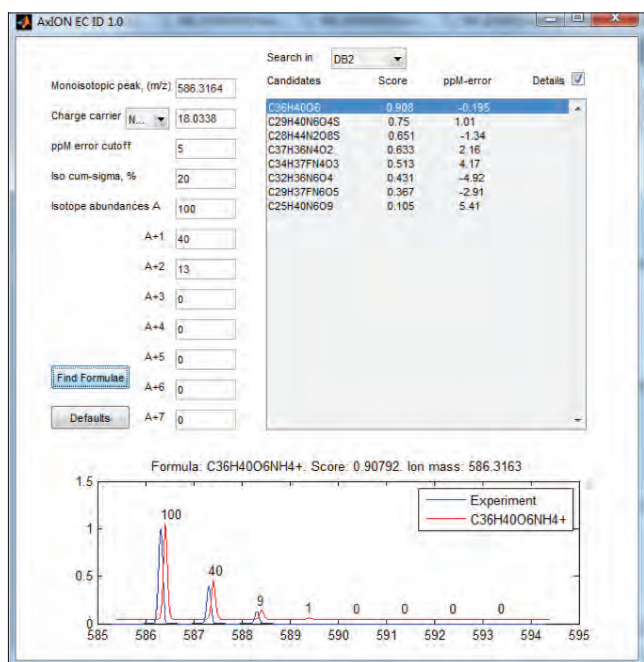 AxION EC ID 1.0
Search in DB2
Monoisotopic peak, (m/z) 586.3164
Charge carrier N... 18.0338
ppM error cutoff 5
Iso cum-sigma, % 20
Isotope abundances A 100
A+1 40
A+2 13
A+3 0
A+4 0
A+5 0
A+6 0
A+7 0
Find Formulae
Defaults
Candidates Score ppM-error Details
C36H40O6 0.908 -0.195
C29H40N6O4S 0.75 1.01
C28H44N2O8S 0.651 -1.34
C37H36N4O2 0.633 2.16
C34H37FN4O3 0.513 4.17
C32H36N6O4 0.431 -4.92
C29H37FN6O5 0.367 -2.91
C25H40N6O9 0.105 5.41
Formula: C36H40O6NH4+. Score: 0.90792. Ion mass: 586.3163
1.5
1
0.5
0
100
40
9
1
0
0
0
0
Experiment
C36H40O6NH4+
585 586 587 588 589 590 591 592 593 594 595